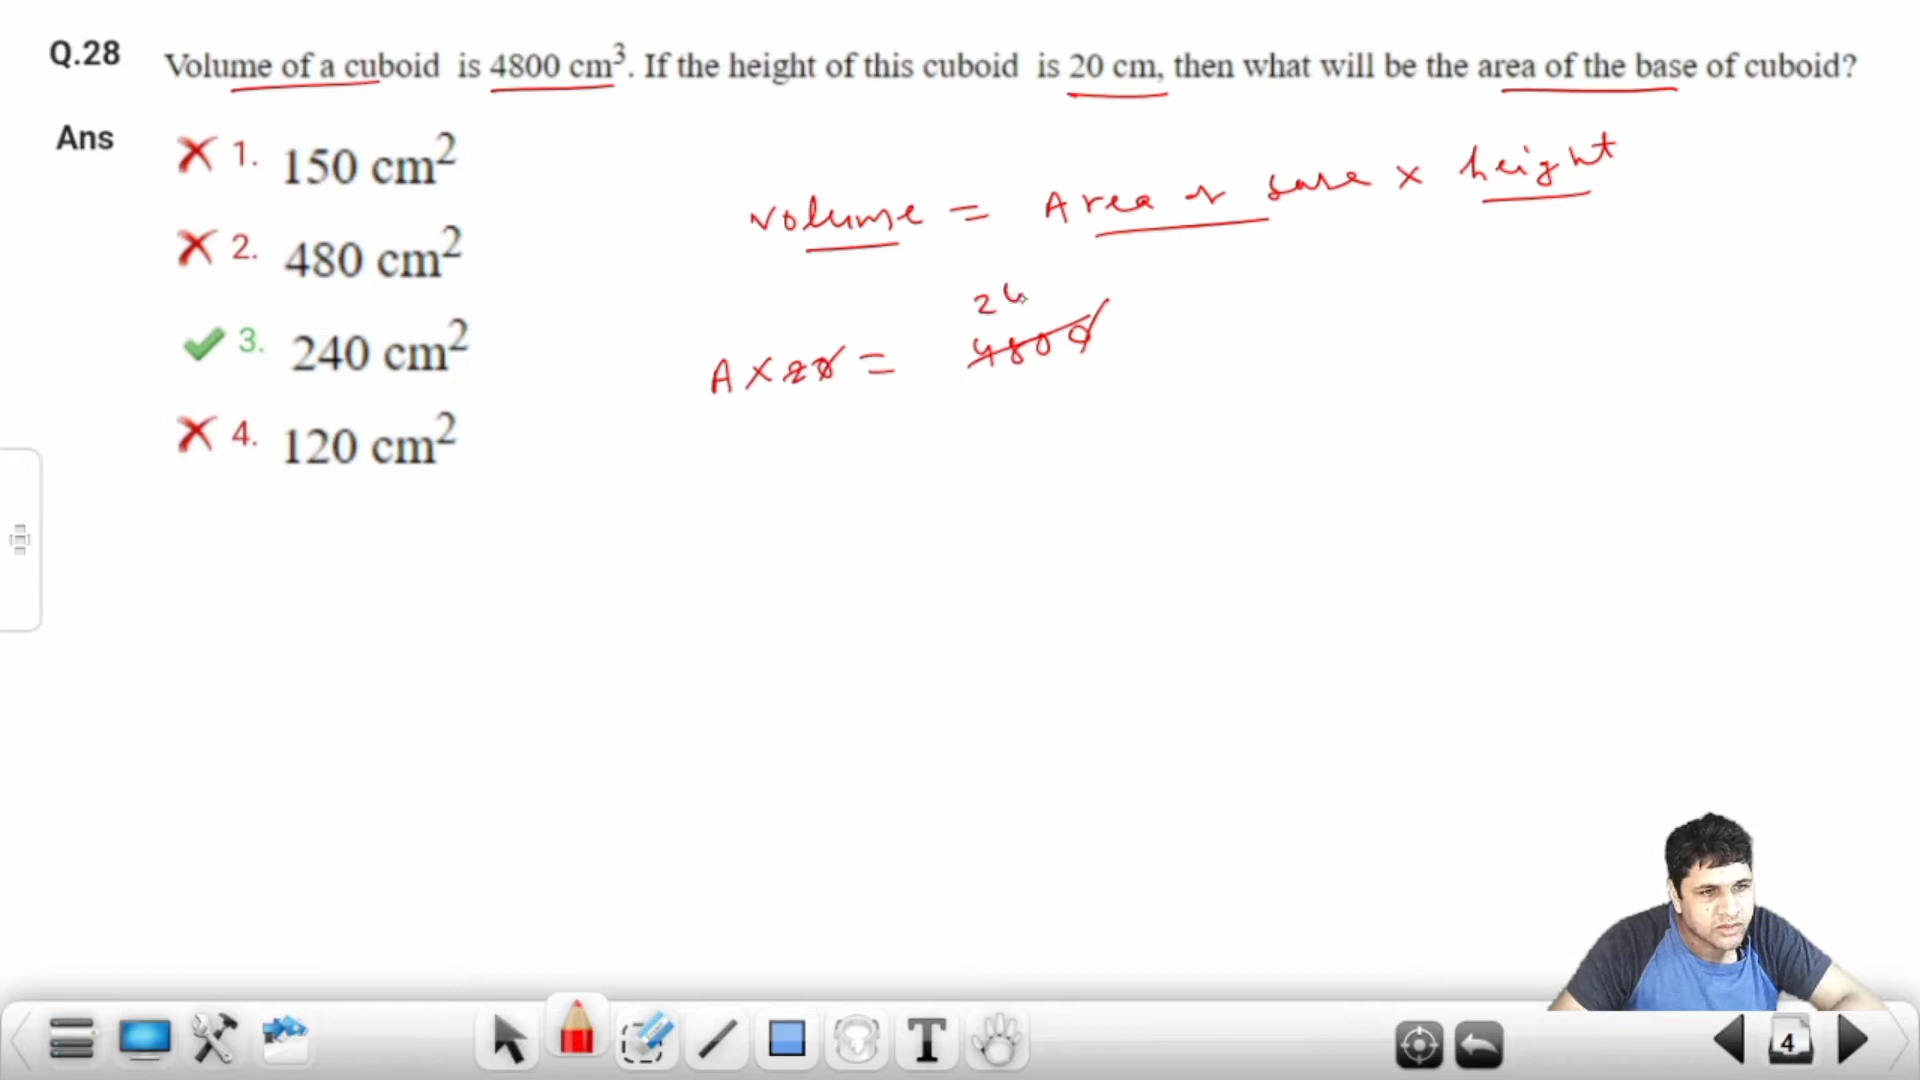 Q.28 Volume of a cuboid is 4800 cm³. If the height of this cuboid is 20 cm, then what will be the area of the base of cuboid?
Ans
1. 150 cm²
2. 480 cm²
3. 240 cm²
4. 120 cm²
Volume = Area of base × height
24
A × 20 = 4800
4
T